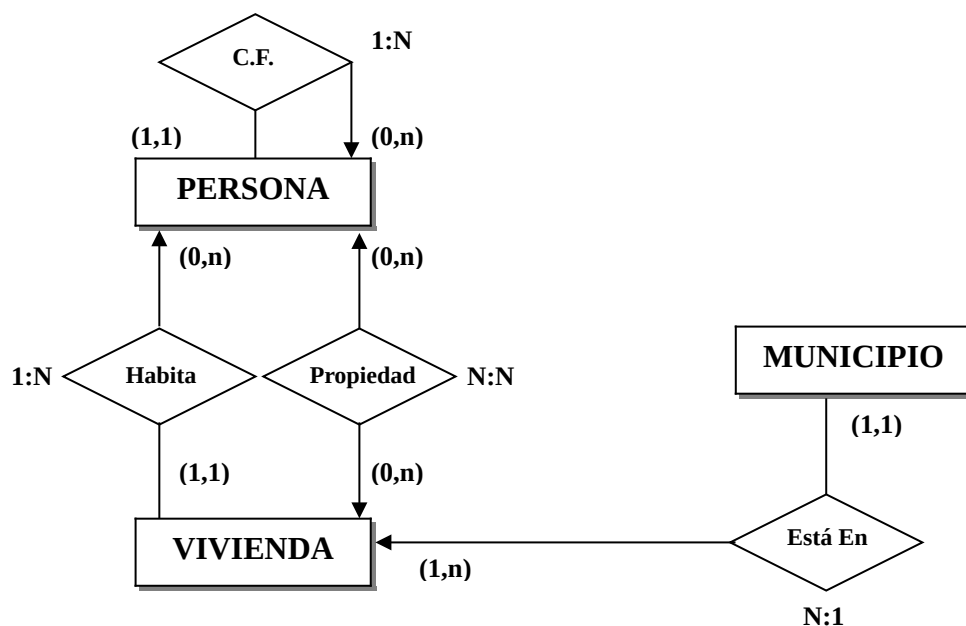 1:N
C.F.
(1,1)
(0,n)
PERSONA
(0,n)
(0,n)
MUNICIPIO
1:N
Habita
Propiedad
N:N
(1,1)
(1,1)
(0,n)
VIVIENDA
Está En
(1,n)
N:1